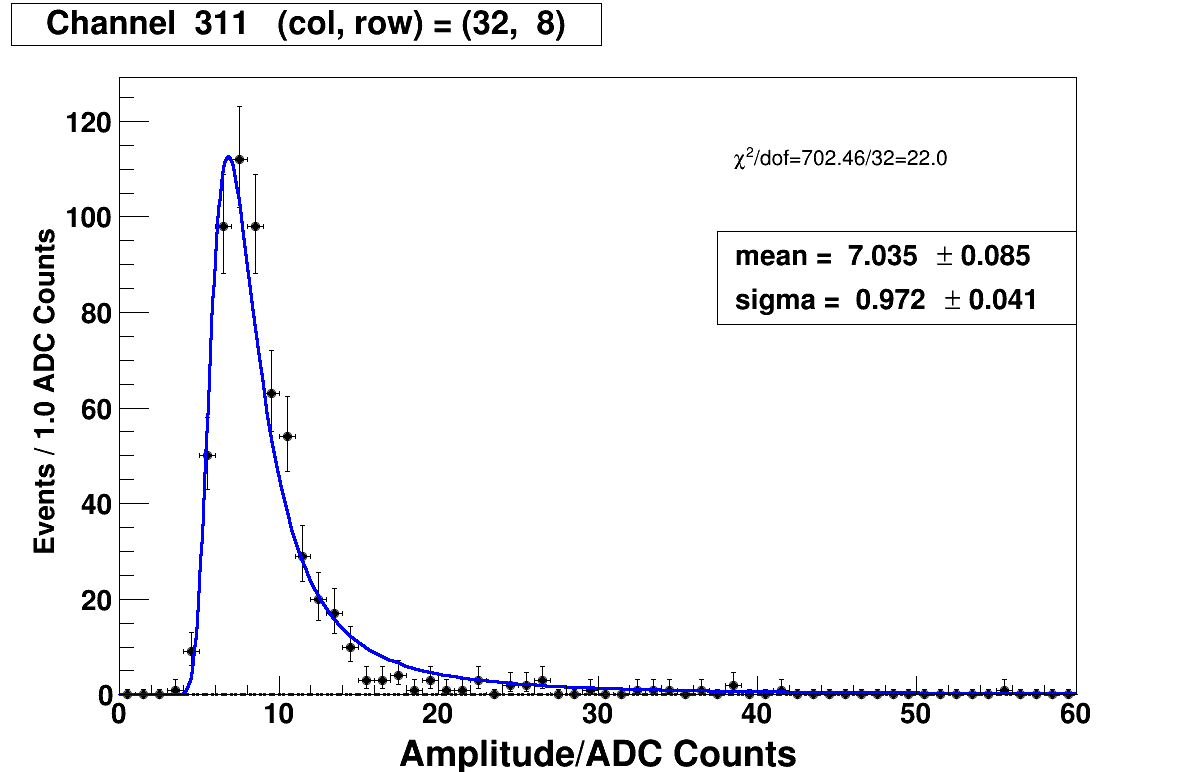 Channel 311 (col, row) = (32, 8)
χ²/dof=702.46/32=22.0
mean = 7.035 ± 0.085
sigma = 0.972 ± 0.041
Events / 1.0 ADC Counts
120
100
80
60
40
20
0
0 10 20 30 40 50 60
Amplitude/ADC Counts